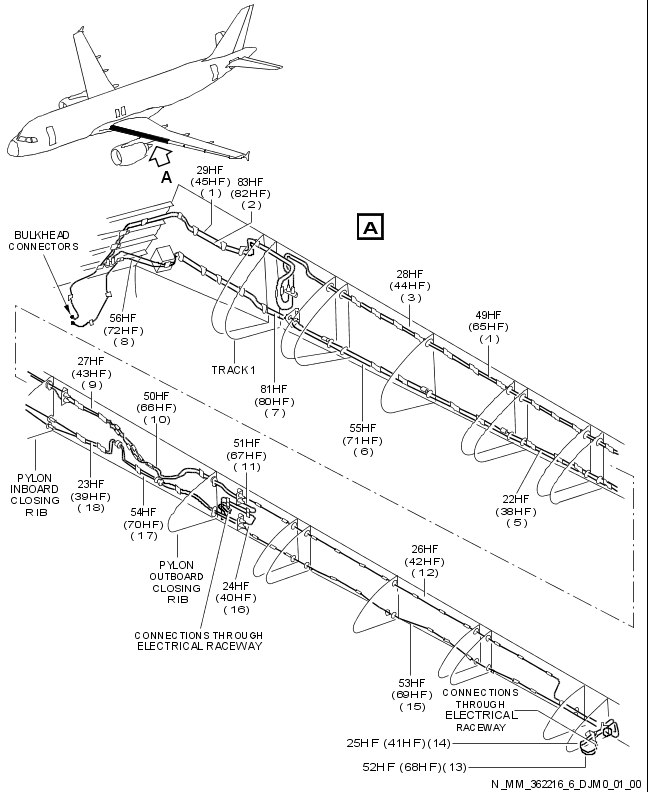 A
29HF
(45HF)
(1)
83HF
(82HF)
(2)
A
BULKHEAD
CONNECTORS
28HF
(44HF)
(3)
49HF
(65HF)
(4)
56HF
(72HF)
(8)
TRACK1
81HF
(80HF)
(7)
55HF
(71HF)
(6)
22HF
(38HF)
(5)
27HF
(43HF)
(9)
50HF
(66HF)
(10)
51HF
(67HF)
(11)
PYLON
INBOARD
CLOSING
RIB
23HF
(39HF)
(18)
54HF
(70HF)
(17)
PYLON
OUTBOARD
CLOSING
RIB
24HF
(40HF)
(16)
26HF
(42HF)
(12)
CONNECTIONS THROUGH
ELECTRICAL RACEWAY
53HF
(69HF)
(15)
CONNECTIONS
THROUGH
ELECTRICAL
RACEWAY
25HF (41HF)(14)
52HF (68HF)(13)
N_MM_362216_6_DJM0_01_00